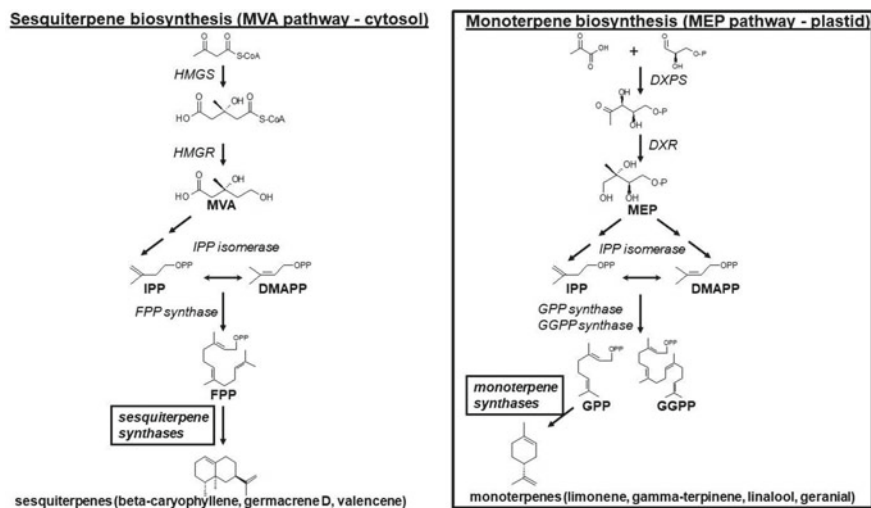 Sesquiterpene biosynthesis (MVA pathway - cytosol)
O O
S-CoA
HMGS
O OH O
HO S-CoA
HMGR
O OH
HO OH
MVA
IPP isomerase
OPP OPP
IPP DMAPP
FPP synthase
OPP
FPP
sesquiterpene
synthases
sesquiterpenes (beta-caryophyllene, germacrene D, valencene)
Monoterpene biosynthesis (MEP pathway - plastid)
O OH + O O-P
O OH
DXPS
OH
O O-P
OH
DXR
OH
O-P
OH OH
MEP
IPP isomerase
OPP OPP
IPP DMAPP
GPP synthase
GGPP synthase
OPP OPP
monoterpene
synthases
GPP GGPP
monoterpenes (limonene, gamma-terpinene, linalool, geranial)